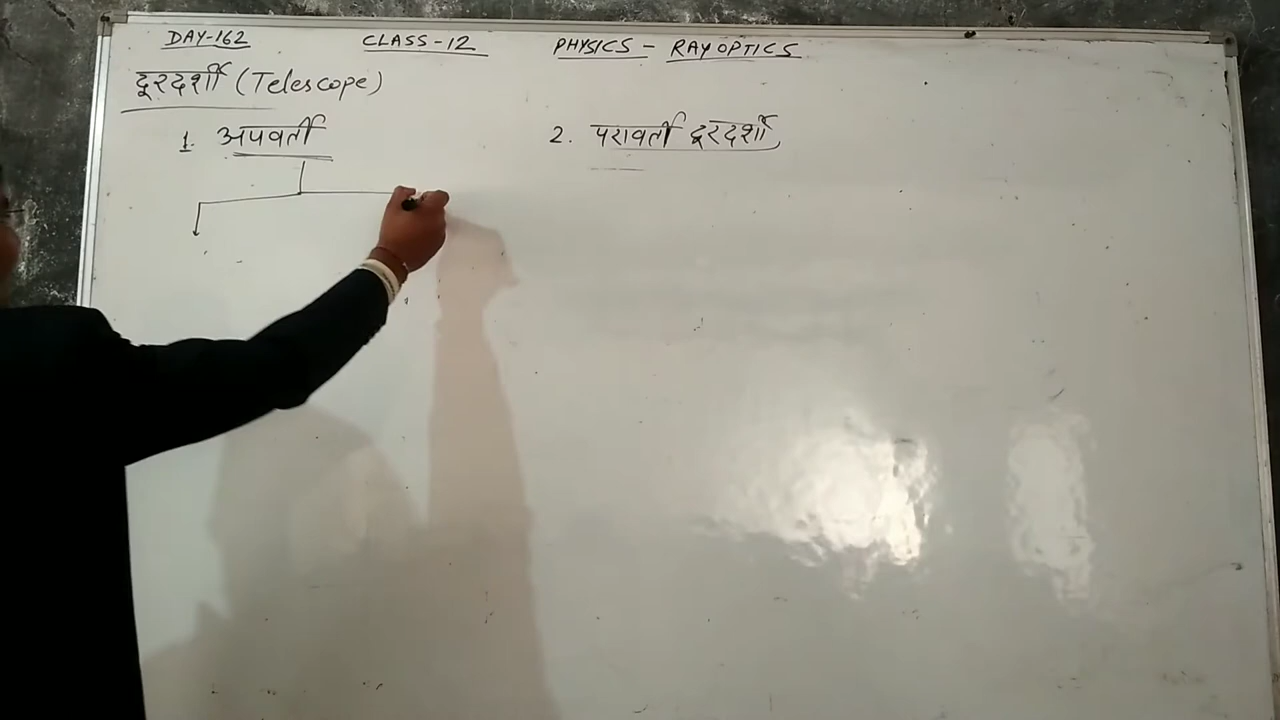 DAY-162 CLASS-12 PHYSICS - RAY OPTICS
दूरदर्शी (Telescope)
1. अपवर्ती 2. परावर्ती दूरदर्शी